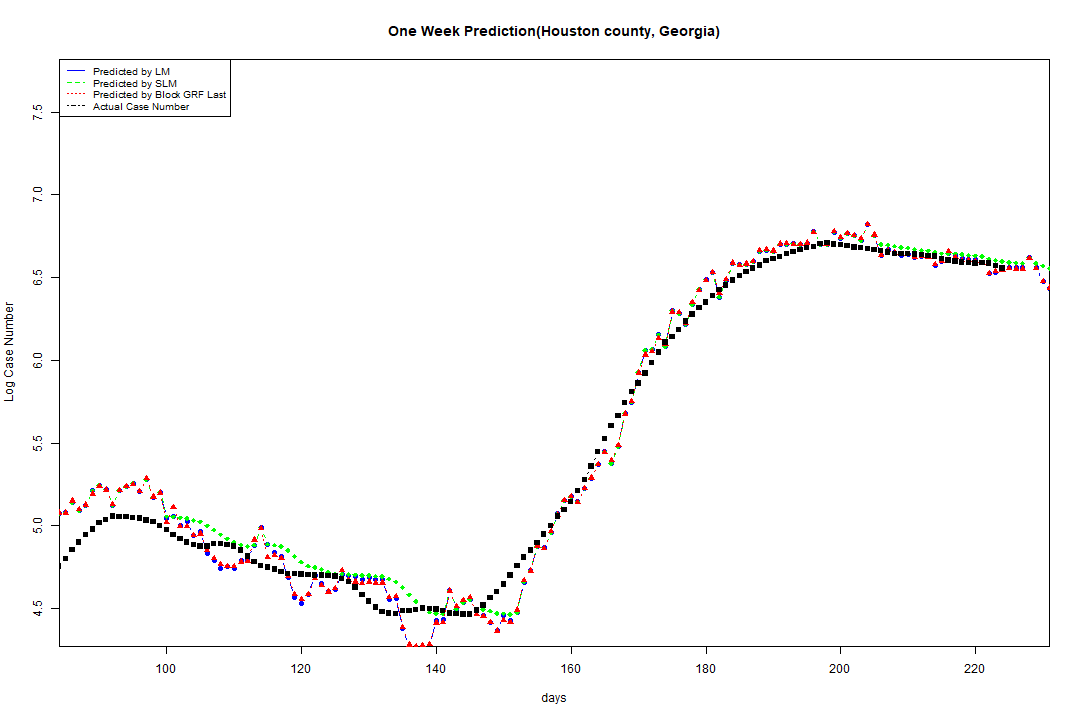 One Week Prediction(Houston county, Georgia)
Predicted by LM
Predicted by SLM
Predicted by Block GRF Last
Actual Case Number
7.5
7.0
6.5
6.0
5.5
5.0
4.5
Log Case Number
100 120 140 160 180 200 220
days